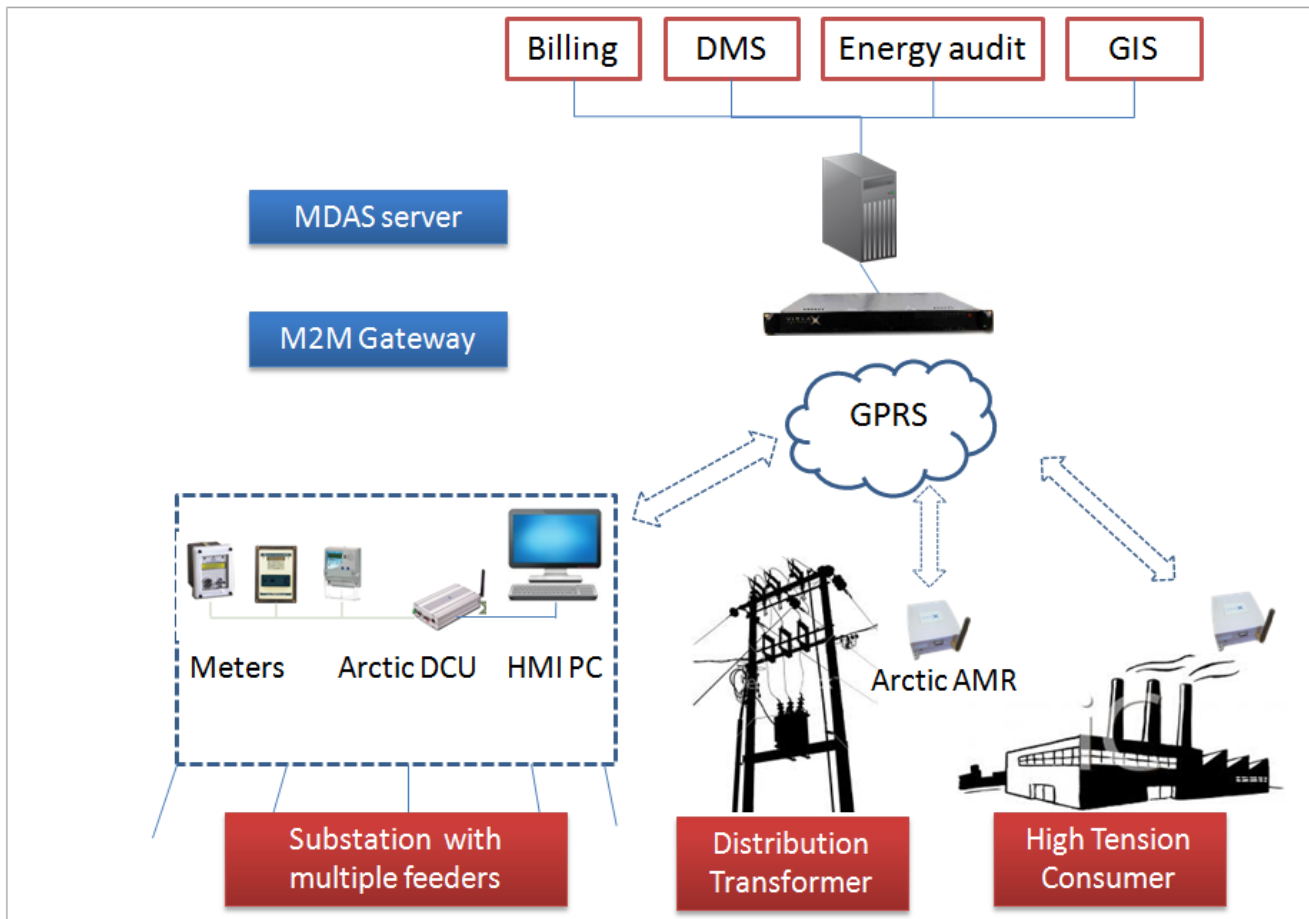 Billing
DMS
Energy audit
GIS
MDAS server
M2M Gateway
GPRS
Meters
Arctic DCU
HMI PC
Arctic AMR
Substation with
multiple feeders
Distribution
Transformer
High Tension
Consumer